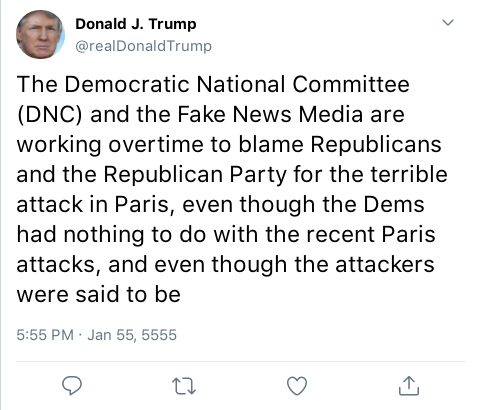 Donald J. Trump
@realDonaldTrump
The Democratic National Committee
(DNC) and the Fake News Media are
working overtime to blame Republicans
and the Republican Party for the terrible
attack in Paris, even though the Dems
had nothing to do with the recent Paris
attacks, and even though the attackers
were said to be
5:55 PM · Jan 55, 5555